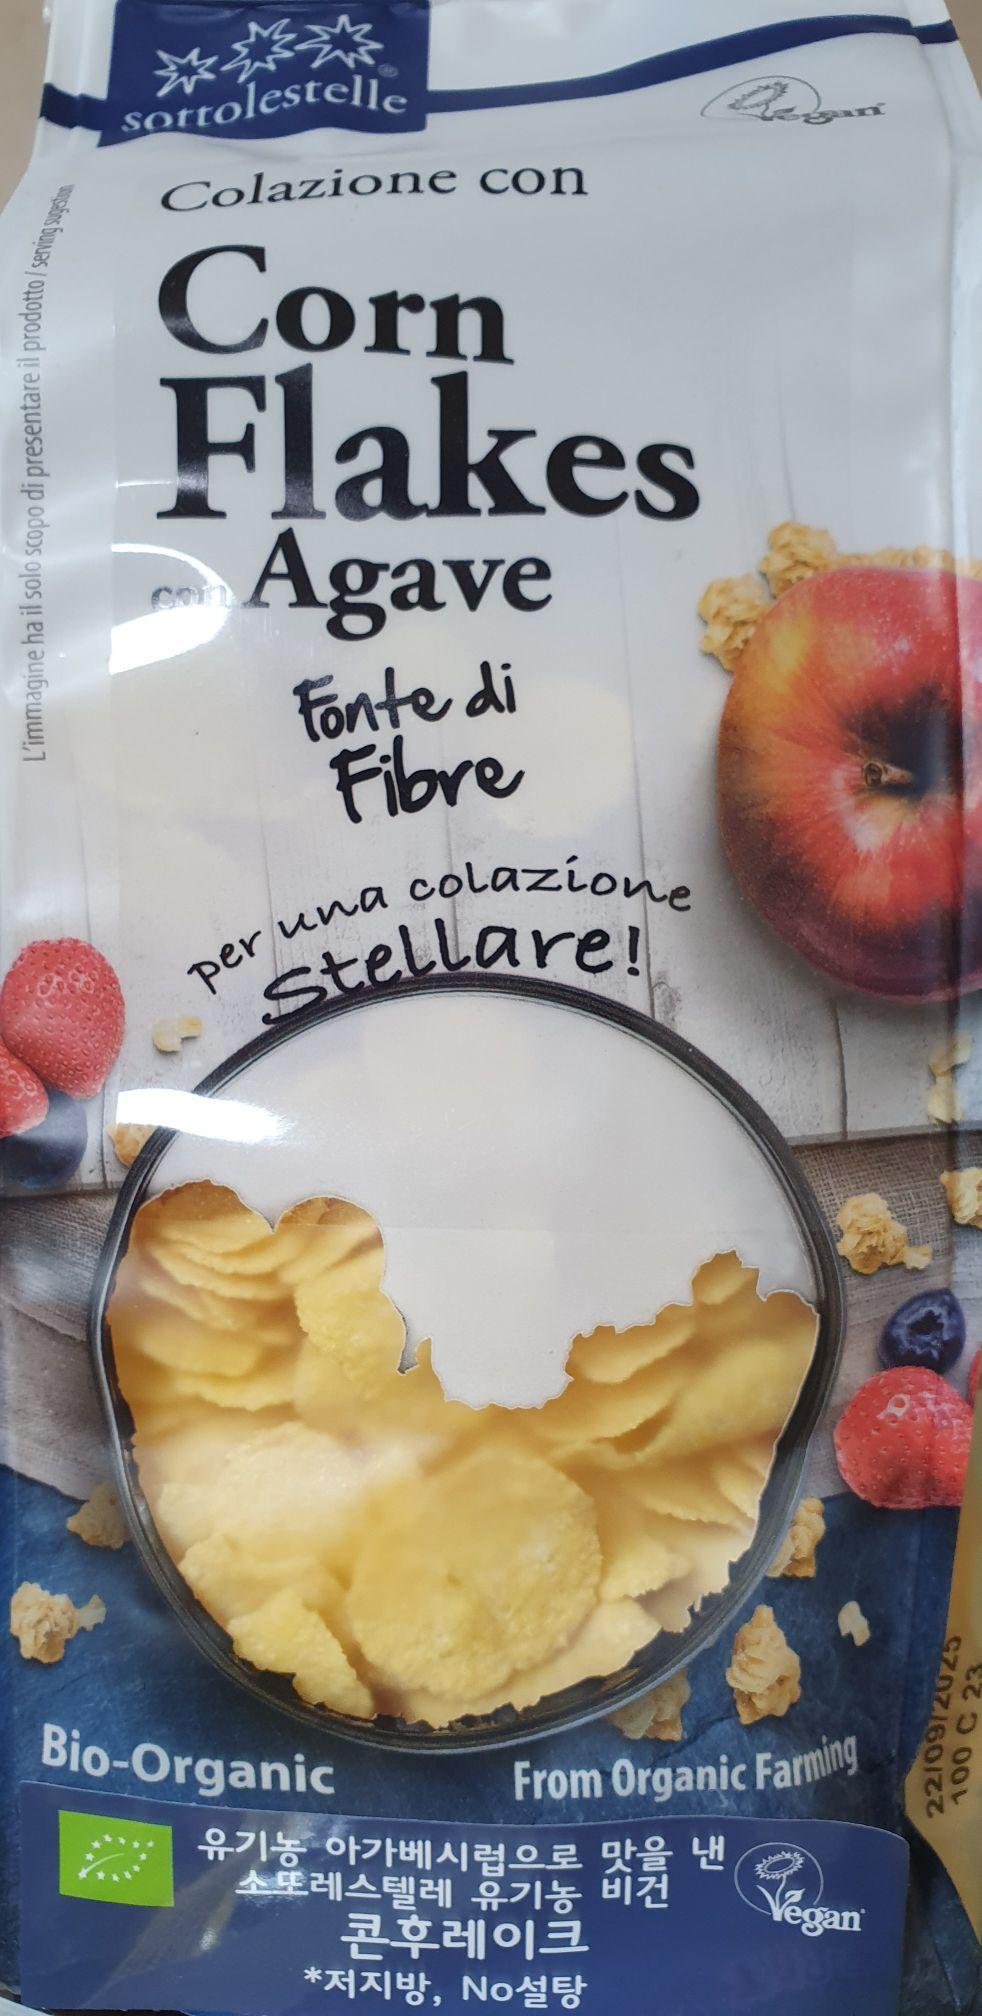 sottolestelle
Vegan
Colazione con
Corn
Flakes
con Agave
Fonte di
Fibre
per una colazione
Stellare!
L'immagine ha il solo scopo di presentare il prodotto / serving sugestion
Bio-Organic
From Organic Farming
22/09/2025
100 C 23
유기농 아가베시럽으로 맛을 낸
소또레스텔레 유기농 비건
콘후레이크
*저지방, No설탕
Vegan